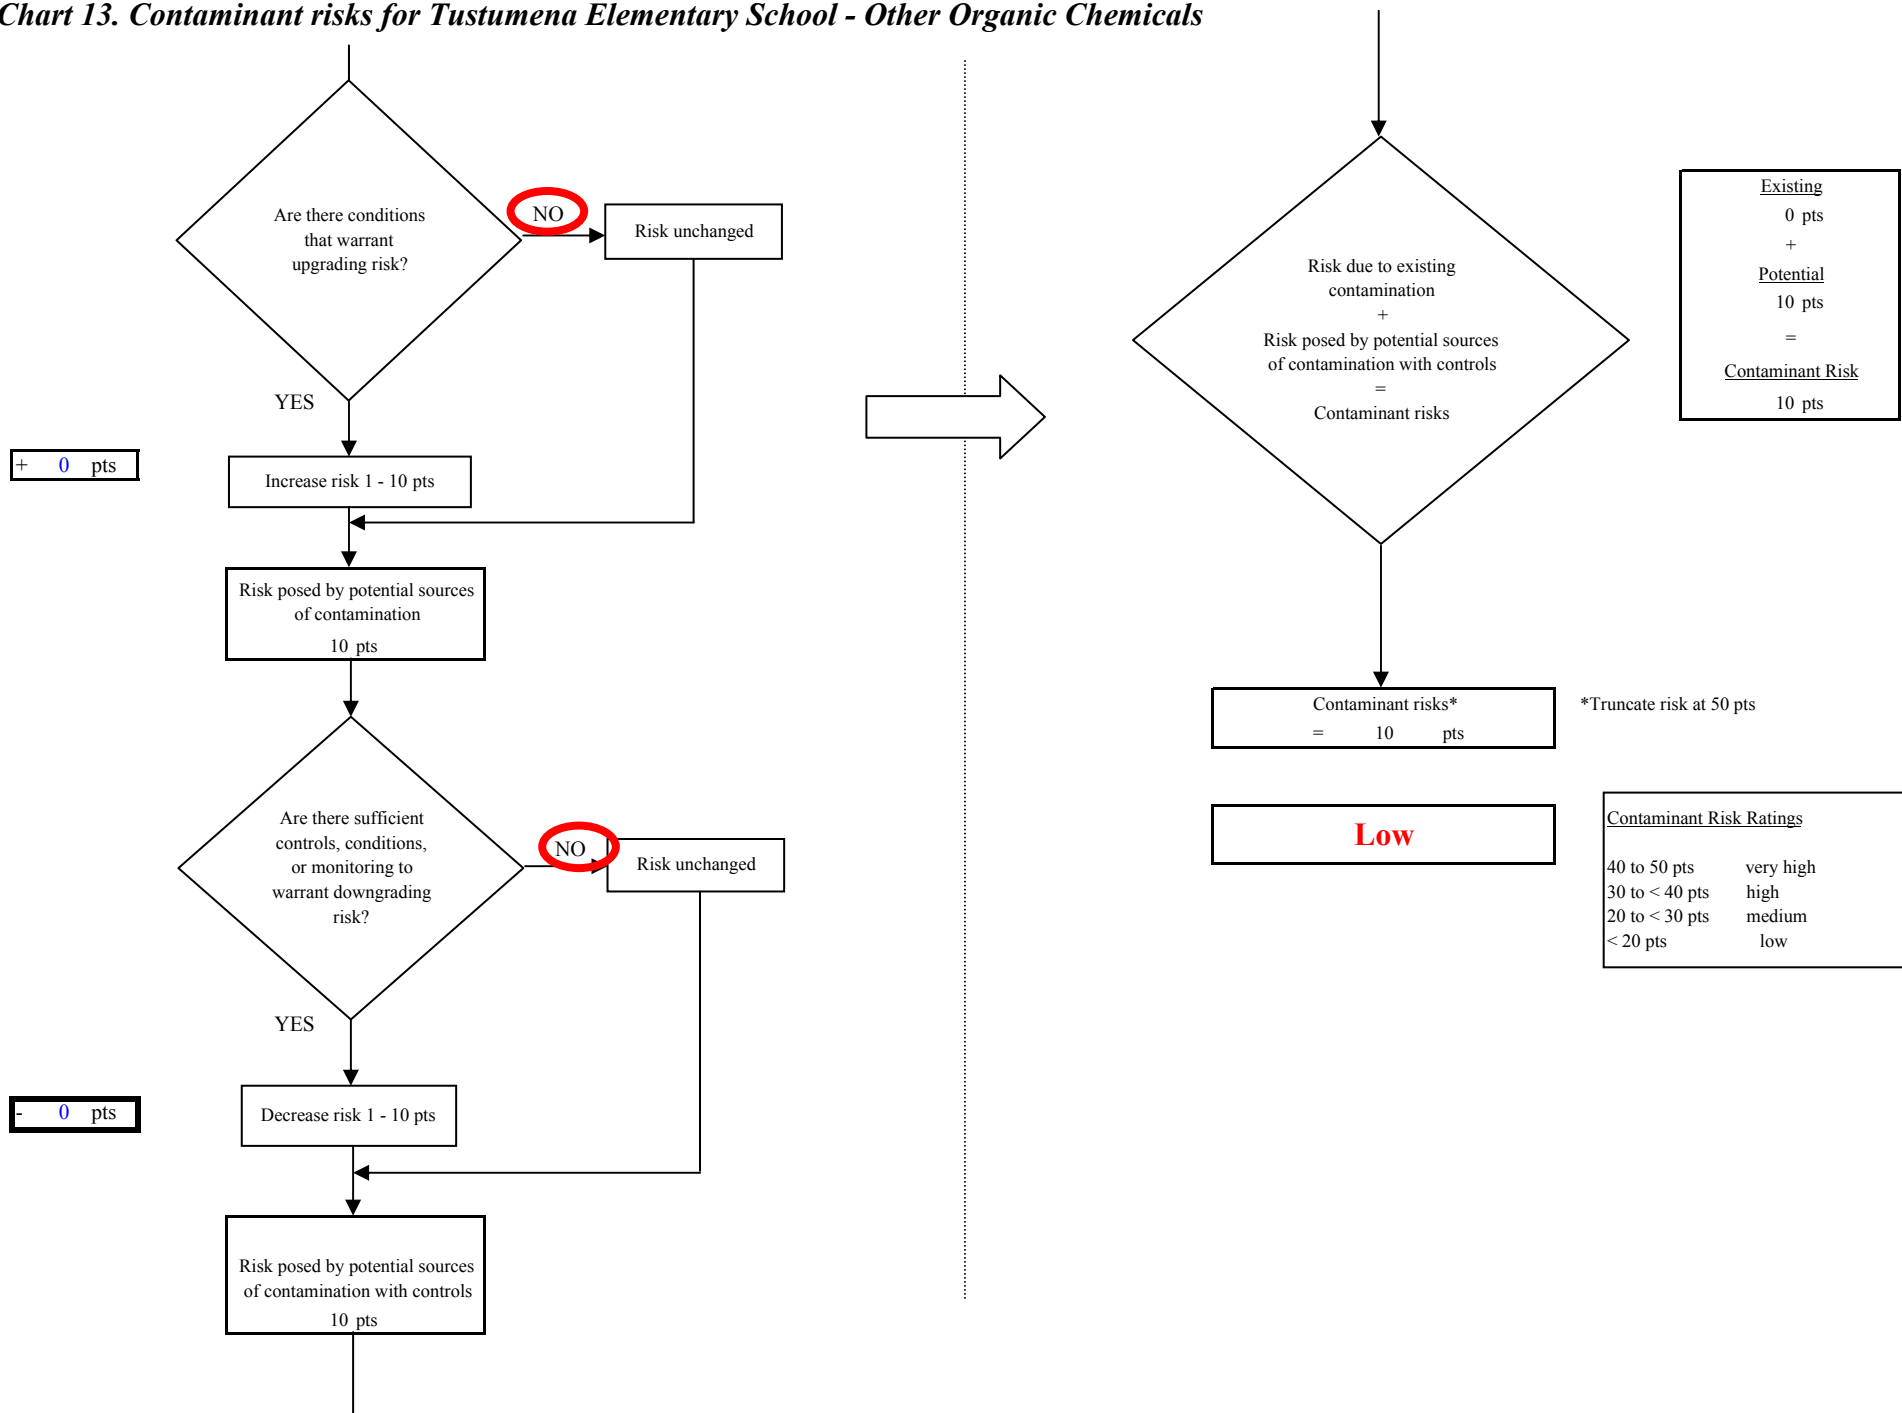 Chart 13. Contaminant risks for Tustumena Elementary School - Other Organic Chemicals
Are there conditions
that warrant
upgrading risk?
NO
Risk unchanged
YES
+ 0 pts
Increase risk 1 - 10 pts
Risk posed by potential sources
of contamination
10 pts
Are there sufficient
controls, conditions,
or monitoring to
warrant downgrading
risk?
NO
Risk unchanged
YES
- 0 pts
Decrease risk 1 - 10 pts
Risk posed by potential sources
of contamination with controls
10 pts
Risk due to existing
contamination
+
Risk posed by potential sources
of contamination with controls
=
Contaminant risks
Existing
0 pts
+
Potential
10 pts
=
Contaminant Risk
10 pts
Contaminant risks*
= 10 pts
*Truncate risk at 50 pts
Low
Contaminant Risk Ratings
40 to 50 pts very high
30 to < 40 pts high
20 to < 30 pts medium
< 20 pts low